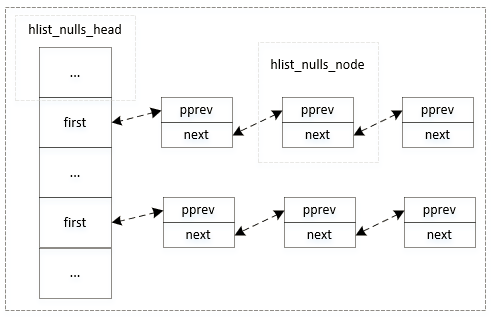 hlist_nulls_head
...
hlist_nulls_node
first
pprev
next
pprev
next
pprev
next
...
first
pprev
next
pprev
next
pprev
next
...